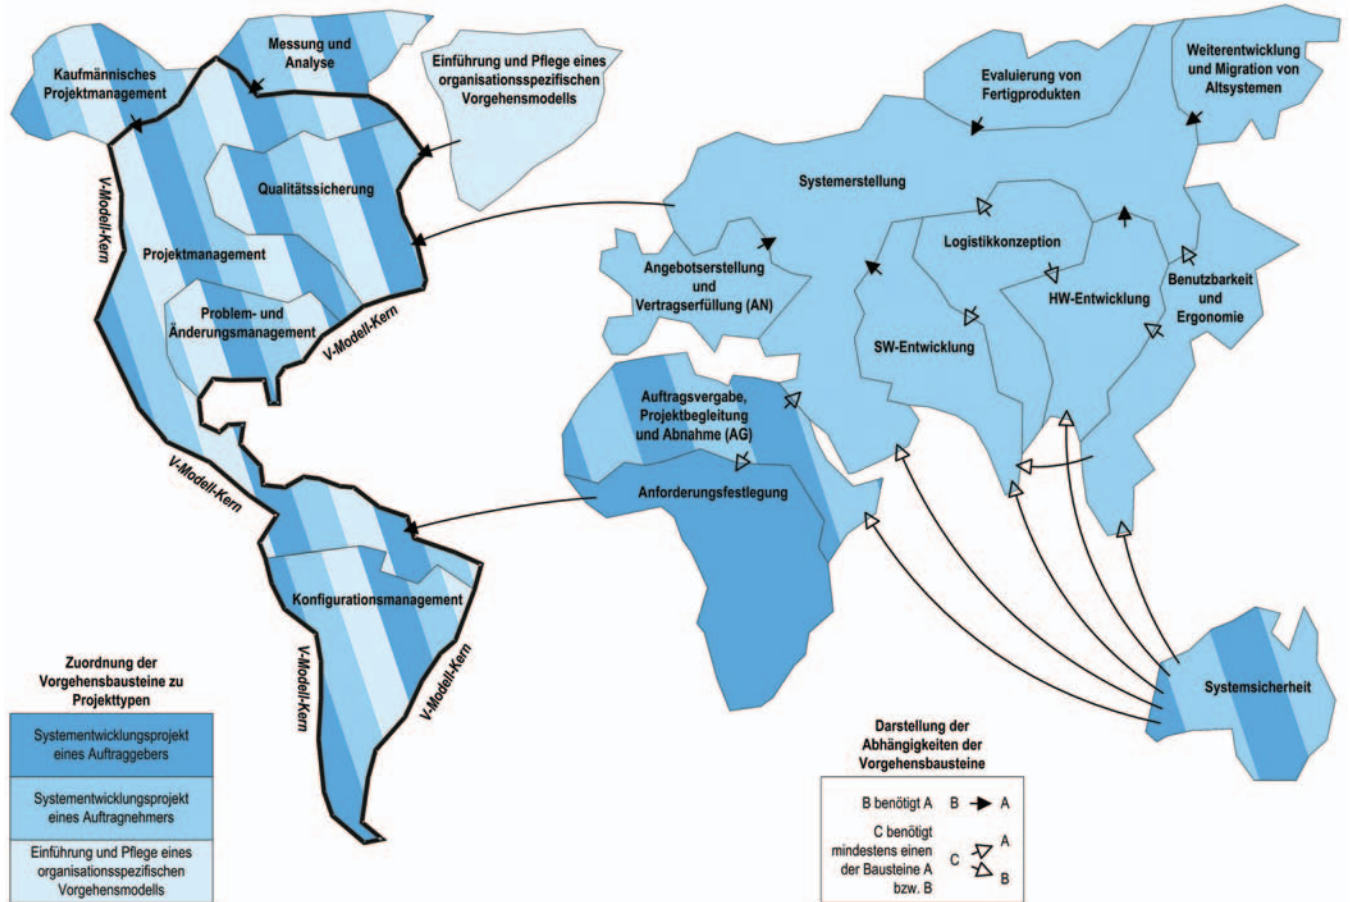 Kaufmännisches
Projektmanagement
Messung und
Analyse
Einführung und Pflege eines
organisationsspezifischen
Vorgehensmodells
Evaluierung von
Fertigprodukten
Weiterentwicklung
und Migration von
Altsystemen
V-Modell-Kern
Qualitätssicherung
Systemerstellung
Projektmanagement
Logistikkonzeption
Angebotserstellung
und
Vertragserfüllung (AN)
HW-Entwicklung
Benutzbarkeit
und
Ergonomie
Problem- und
Änderungsmanagement
V-Modell-Kern
SW-Entwicklung
Auftragsvergabe,
Projektbegleitung
und Abnahme (AG)
V-Modell-Kern
Anforderungsfestlegung
Konfigurationsmanagement
V-Modell-Kern
V-Modell-Kern
Systemsicherheit
Zuordnung der
Vorgehensbausteine zu
Projekttypen
Systementwicklungsprojekt
eines Auftraggebers
Systementwicklungsprojekt
eines Auftragnehmers
Einführung und Pflege eines
organisationsspezifischen
Vorgehensmodells
Darstellung der
Abhängigkeiten der
Vorgehensbausteine
B benötigt A B A
C benötigt
mindestens einen
der Bausteine A
bzw. B
C
A
B